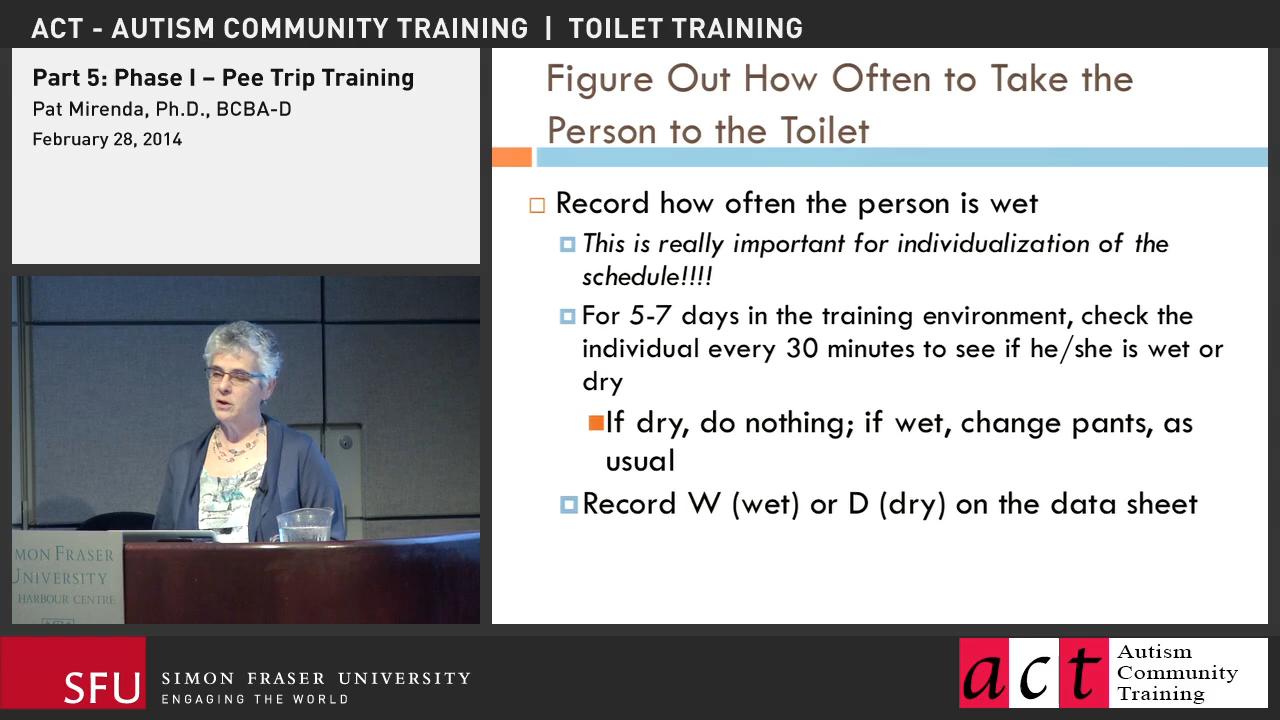 ACT - AUTISM COMMUNITY TRAINING | TOILET TRAINING
Part 5: Phase I – Pee Trip Training
Pat Mirenda, Ph.D., BCBA-D
February 28, 2014
Figure Out How Often to Take the
Person to the Toilet
Record how often the person is wet
This is really important for individualization of the
schedule!!!!
For 5-7 days in the training environment, check the
individual every 30 minutes to see if he/she is wet or
dry
If dry, do nothing; if wet, change pants, as
usual
Record W (wet) or D (dry) on the data sheet
MON FRASER
UNIVERSITY
HARBOUR CENTRE
SFU
SIMON FRASER UNIVERSITY
ENGAGING THE WORLD
act
Autism
Community
Training